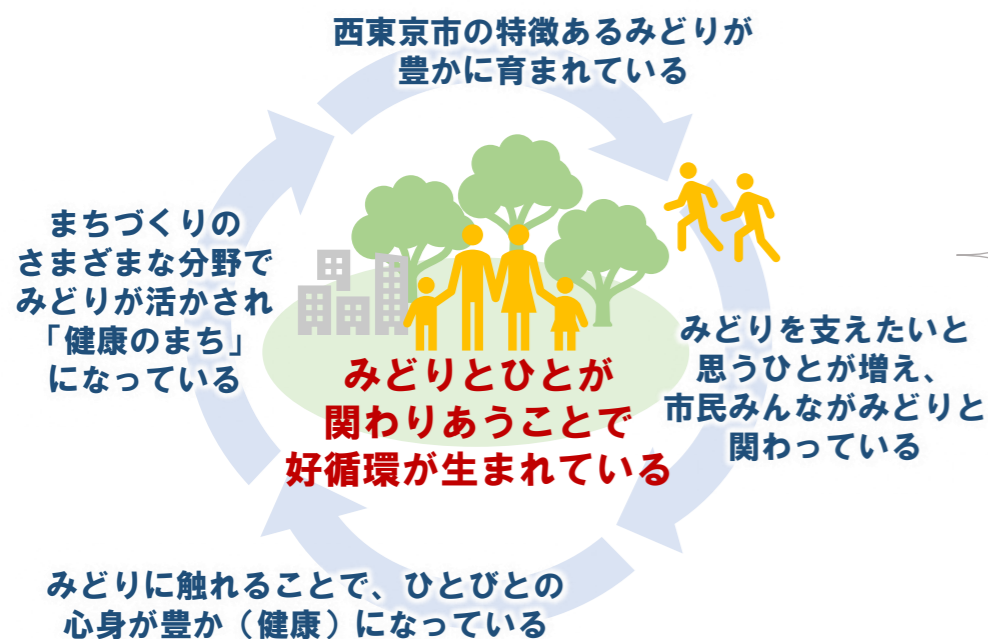 西東京市の特徴あるみどりが
豊かに育まれている
みどりを支えたいと
思うひとが増え、
市民みんながみどりと
関わっている
みどりに触れることで、ひとびとの
心身が豊か（健康）になっている
まちづくりの
さまざまな分野で
みどりが活かされ
「健康のまち」
になっている
みどりとひとが
関わりあうことで
好循環が生まれている